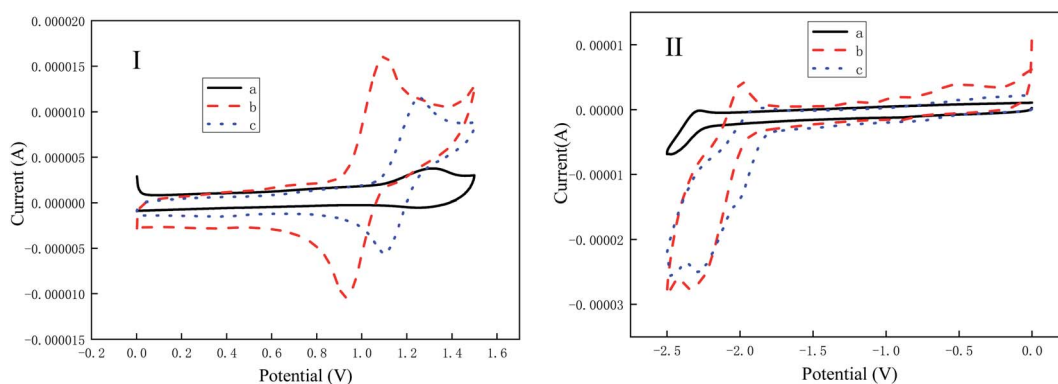 I
0.000020
0.000015
0.000010
0.000005
0.000000
-0.000005
-0.000010
-0.000015
Current (A)
a
b
c
-0.2 0.0 0.2 0.4 0.6 0.8 1.0 1.2 1.4 1.6
Potential (V)
II
0.00001
0.00000
-0.00001
-0.00002
-0.00003
Current(A)
a
b
c
-2.5 -2.0 -1.5 -1.0 -0.5 0.0
Potential (V)